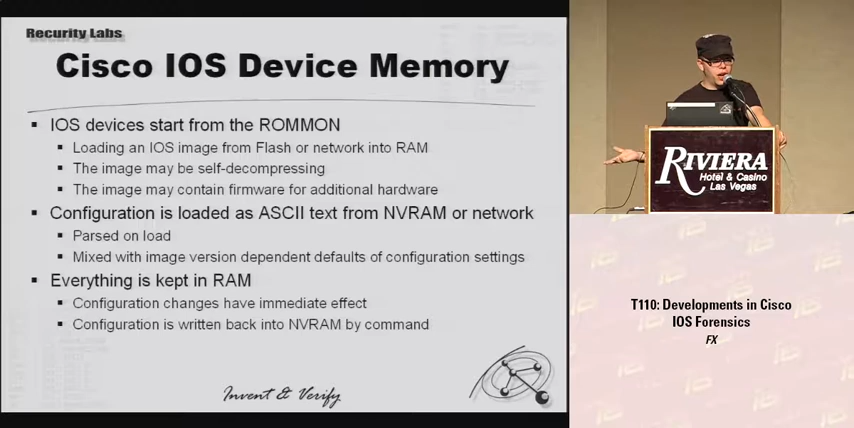 Recurity Labs
Cisco IOS Device Memory
IOS devices start from the ROMMON
Loading an IOS image from Flash or network into RAM
The image may be self-decompressing
The image may contain firmware for additional hardware
Configuration is loaded as ASCII text from NVRAM or network
Parsed on load
Mixed with image version dependent defaults of configuration settings
Everything is kept in RAM
Configuration changes have immediate effect
Configuration is written back into NVRAM by command
Invent & Verify
RIVIERA
Hotel & Casino
Las Vegas
T110: Developments in Cisco
IOS Forensics
FX